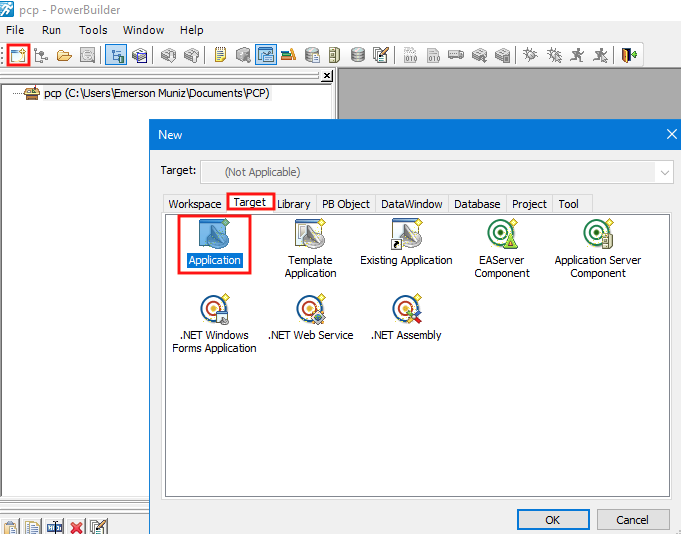 pcp - PowerBuilder
File Run Tools Window Help
pcp (C:\Users\Emerson Muniz\Documents\PCP)
New
Target: (Not Applicable)
Workspace Target Library PB Object DataWindow Database Project Tool
Application
Template Application
Existing Application
EAServer Component
Application Server Component
.NET Windows Forms Application
.NET Web Service
.NET Assembly
OK Cancel